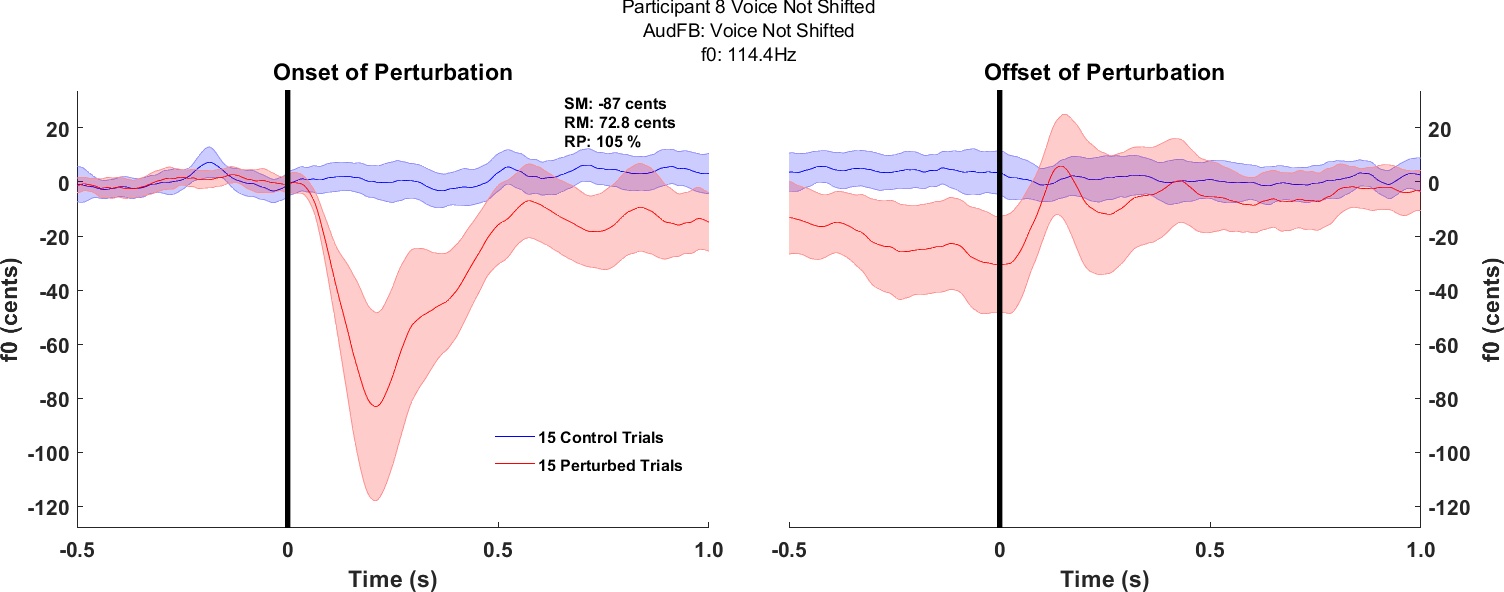 Participant 8 Voice Not Shifted
AudFB: Voice Not Shifted
f0: 114.4Hz
Onset of Perturbation
SM: -87 cents
RM: 72.8 cents
RP: 105 %
f0 (cents)
20
0
-20
-40
-60
-80
-100
-120
15 Control Trials
15 Perturbed Trials
-0.5 0 0.5 1.0
Time (s)
Offset of Perturbation
20
0
-20
-40
-60
-80
-100
-120
f0 (cents)
-0.5 0 0.5 1.0
Time (s)